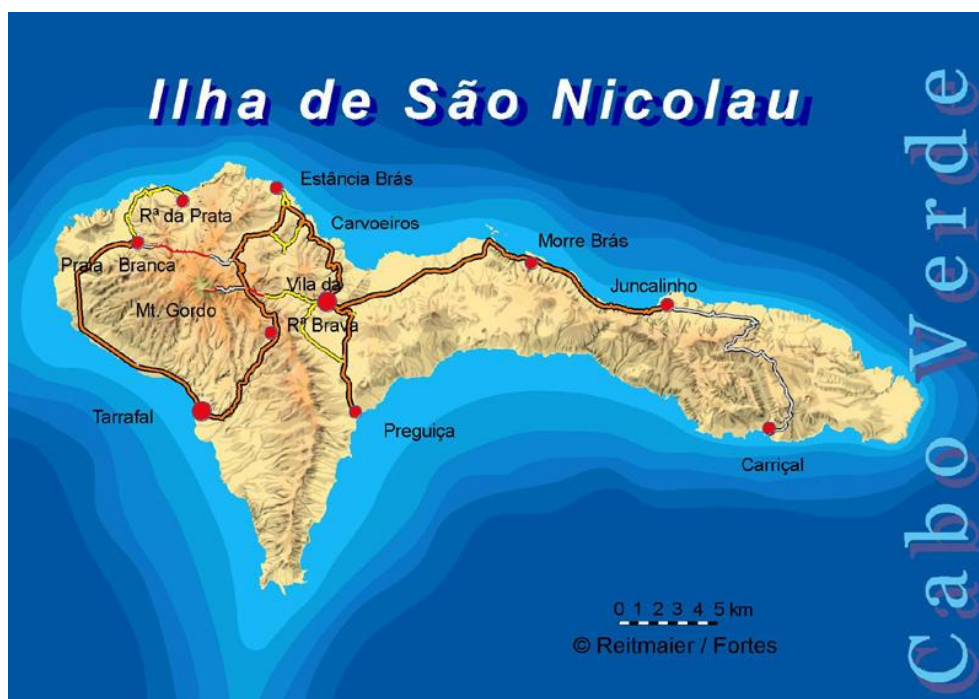 Ilha de São Nicolau
Cabo Verde
Estância Brás
Rª da Prata
Carvoeiros
Praia Branca
Morre Brás
Juncalinho
Mt. Gordo
Vila da
Rª Brava
Tarrafal
Preguiça
Carriçal
0 1 2 3 4 5 km
© Reitmaier / Fortes